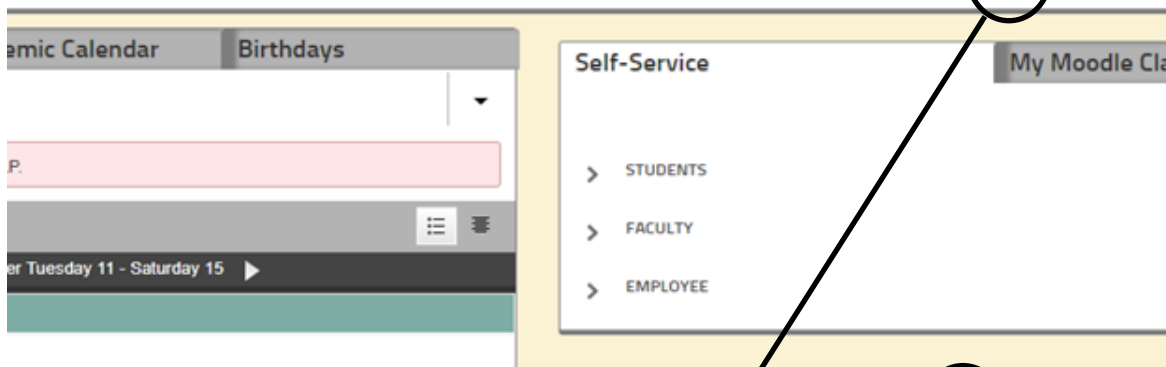 emic Calendar Birthdays
.P.
er Tuesday 11 - Saturday 15
Self-Service My Moodle Cla
STUDENTS
FACULTY
EMPLOYEE